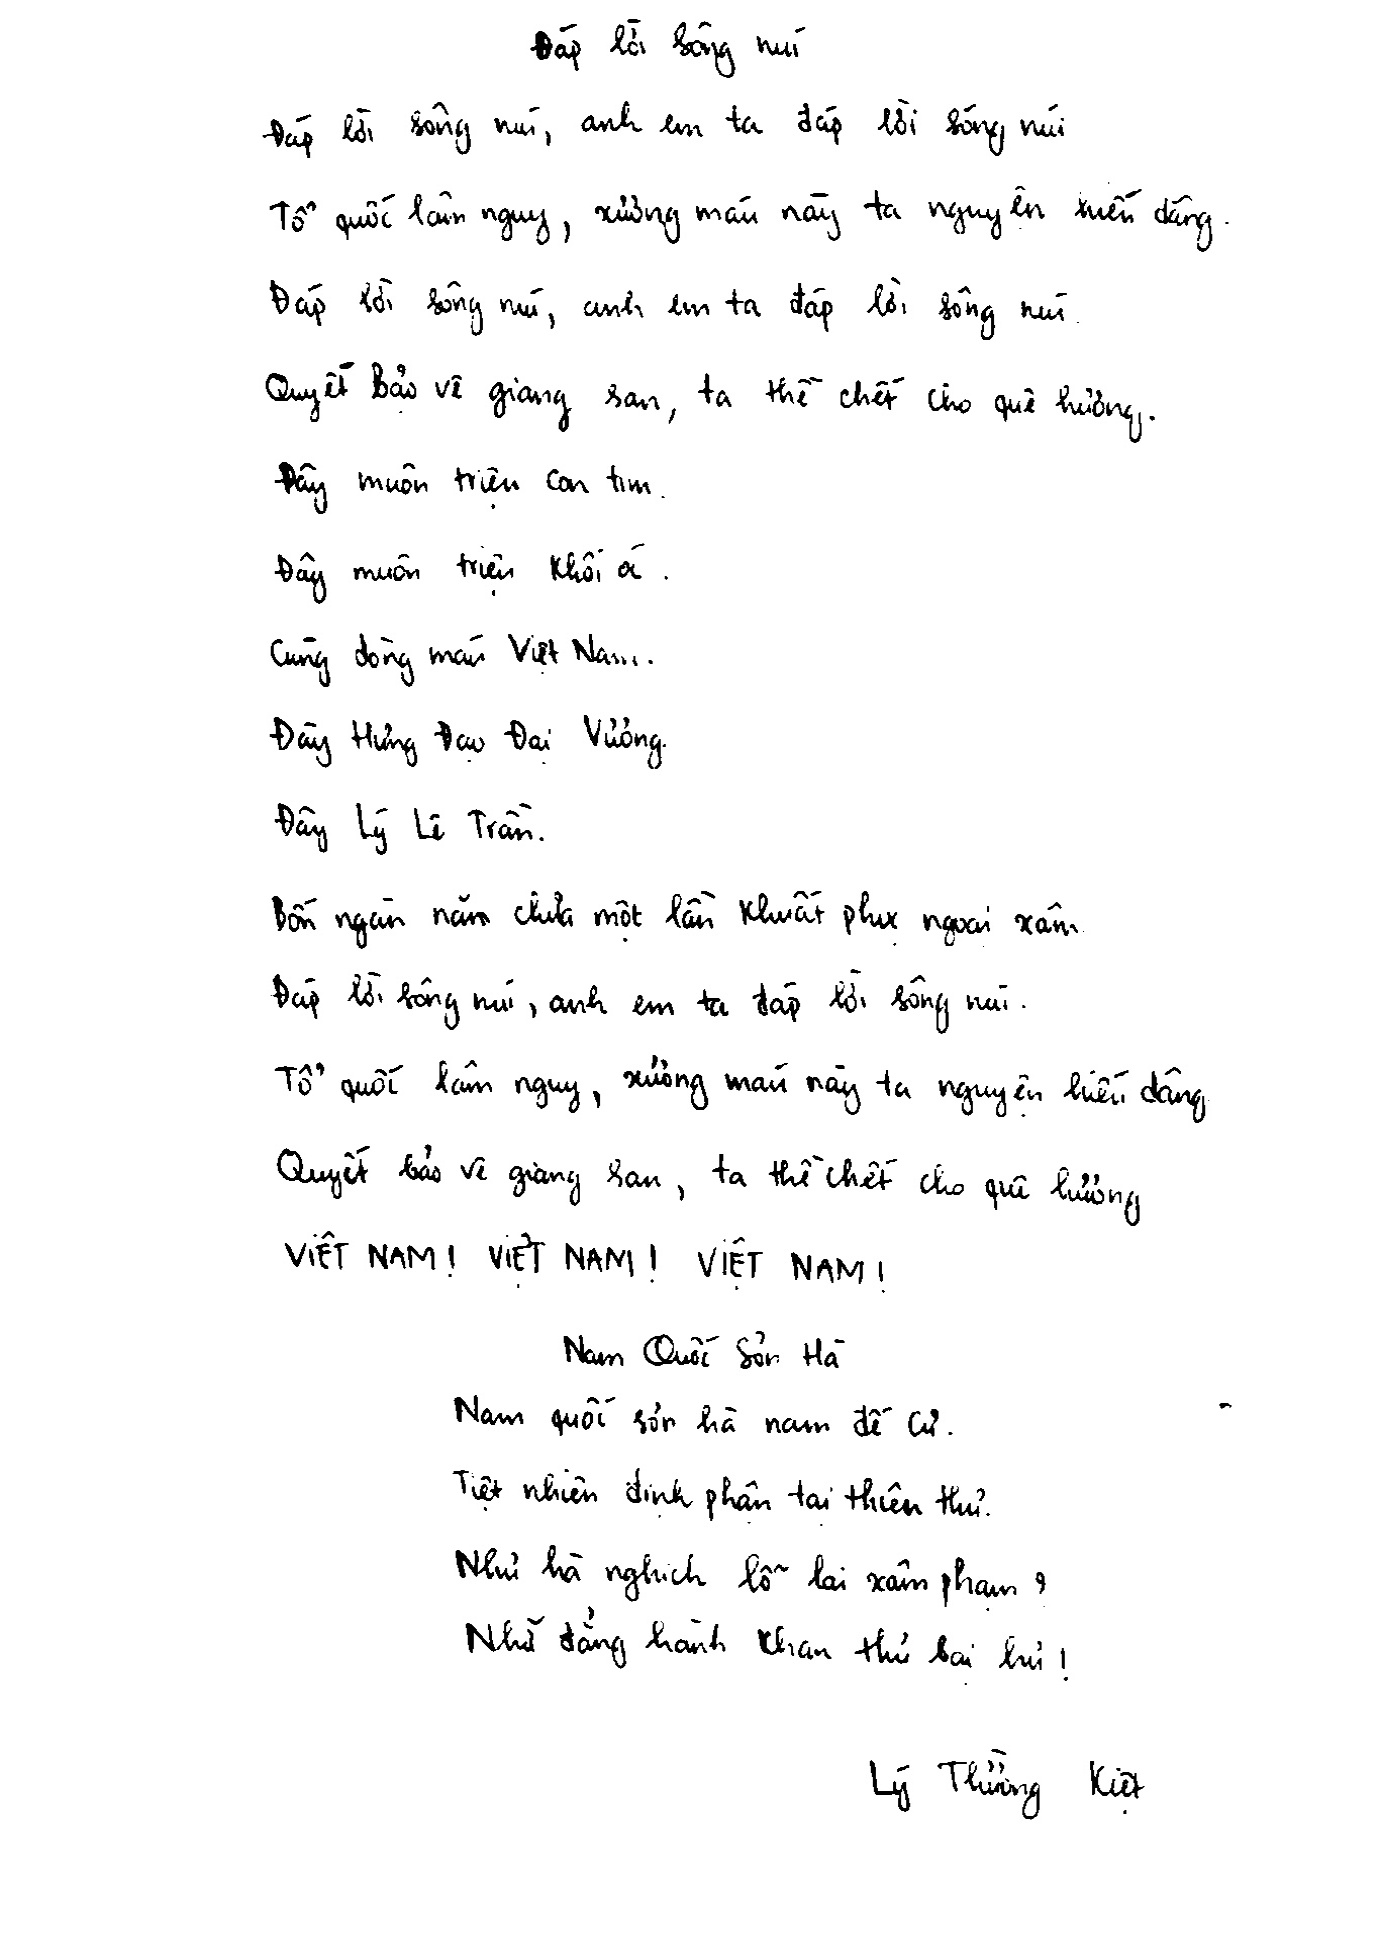 Đáp lời sông núi
Đáp lời sông núi, anh em ta đáp lời sông núi
Tổ quốc lâm nguy, xương máu này ta nguyện hiến dâng.
Đáp lời sông núi, anh em ta đáp lời sông núi.
Quyết bảo vệ giang san, ta thề chết cho quê hương.
Đây muôn triệu con tim.
Đây muôn triệu khối óc.
Cùng dòng máu Việt Nam.
Đây Hưng Đạo Đại Vương.
Đây Lý Lê Trần.
Bốn ngàn năm chưa một lần khuất phục ngoại xâm
Đáp lời sông núi, anh em ta đáp lời sông núi.
Tổ quốc lâm nguy, xương máu này ta nguyện hiến dâng
Quyết bảo vệ giang san, ta thề chết cho quê hương
VIỆT NAM! VIỆT NAM! VIỆT NAM!
Nam Quốc Sơn Hà
Nam quốc sơn hà nam đế cư.
Tiệt nhiên định phận tại thiên thư.
Như hà nghịch lỗ lai xâm phạm?
Nhữ đẳng hành khan thủ bại hư!
Lý Thường Kiệt